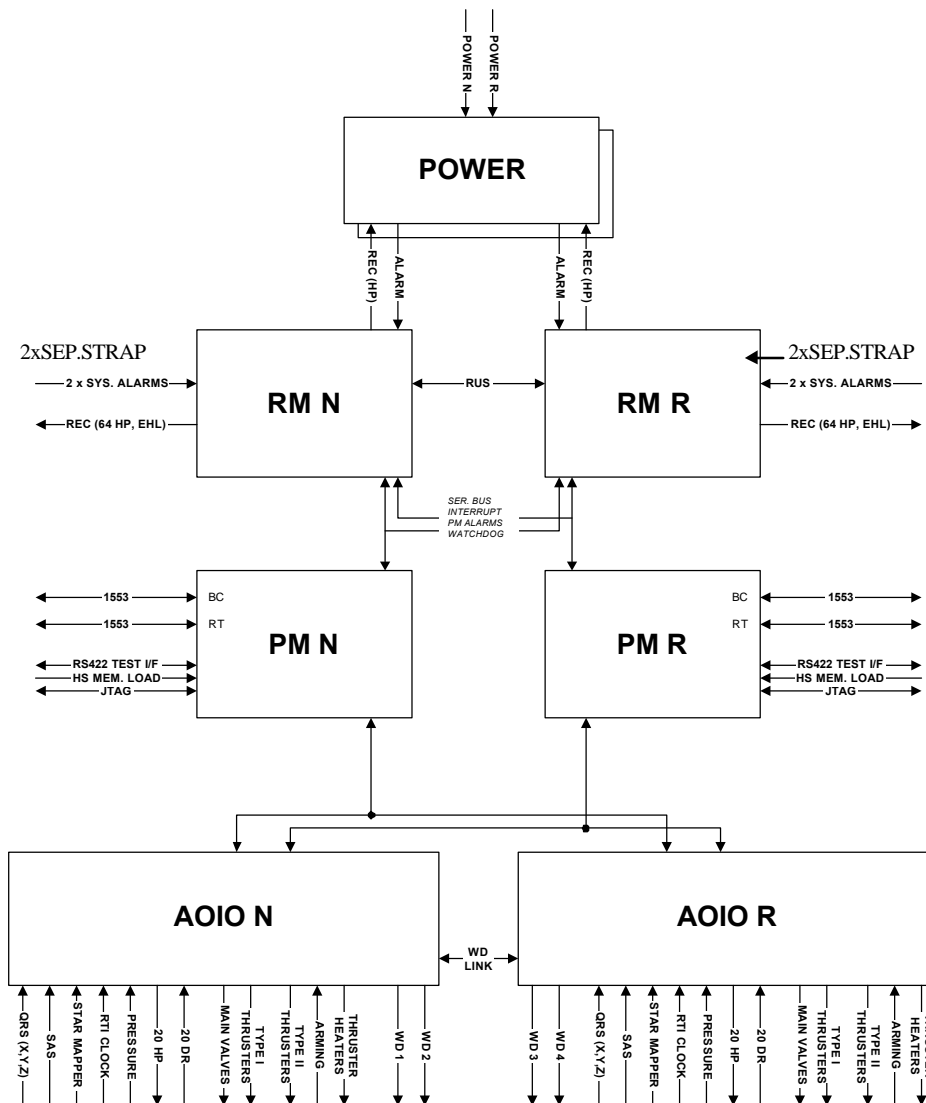 POWER N
POWER R
POWER
REC (HP)
ALARM
ALARM
REC (HP)
2xSEP.STRAP
2 x SYS. ALARMS
REC (64 HP, EHL)
RM N
RUS
RM R
2xSEP.STRAP
2 x SYS. ALARMS
REC (64 HP, EHL)
SER. BUS
INTERRUPT
PM ALARMS
WATCHDOG
1553
BC
1553
RT
RS422 TEST I/F
HS MEM. LOAD
JTAG
PM N
BC
1553
RT
1553
PM R
RS422 TEST I/F
HS MEM. LOAD
JTAG
AOIO N
WD
LINK
AOIO R
QRS (X,Y,Z)
SAS
STAR MAPPER
RTI CLOCK
PRESSURE
20 HP
20 DR
MAIN VALVES
TYPE I
THRUSTERS
TYPE II
THRUSTERS
ARMING
THRUSTER
HEATERS
WD 1
WD 2
WD 3
WD 4
QRS (X,Y,Z)
SAS
STAR MAPPER
RTI CLOCK
PRESSURE
20 HP
20 DR
MAIN VALVES
TYPE I
THRUSTERS
TYPE II
THRUSTERS
ARMING
HEATERS